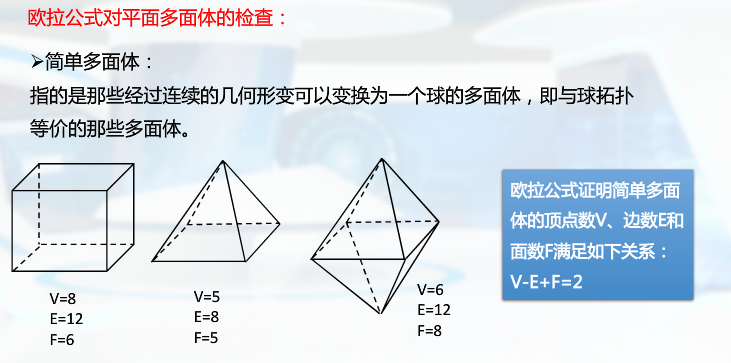 欧拉公式对平面多面体的检查：
➢简单多面体：
指的是那些经过连续的几何形变可以变换为一个球的多面体，即与球拓扑
等价的那些多面体。
V=8
E=12
F=6
V=5
E=8
F=5
V=6
E=12
F=8
欧拉公式证明简单多面
体的顶点数V、边数E和
面数F满足如下关系：
V-E+F=2